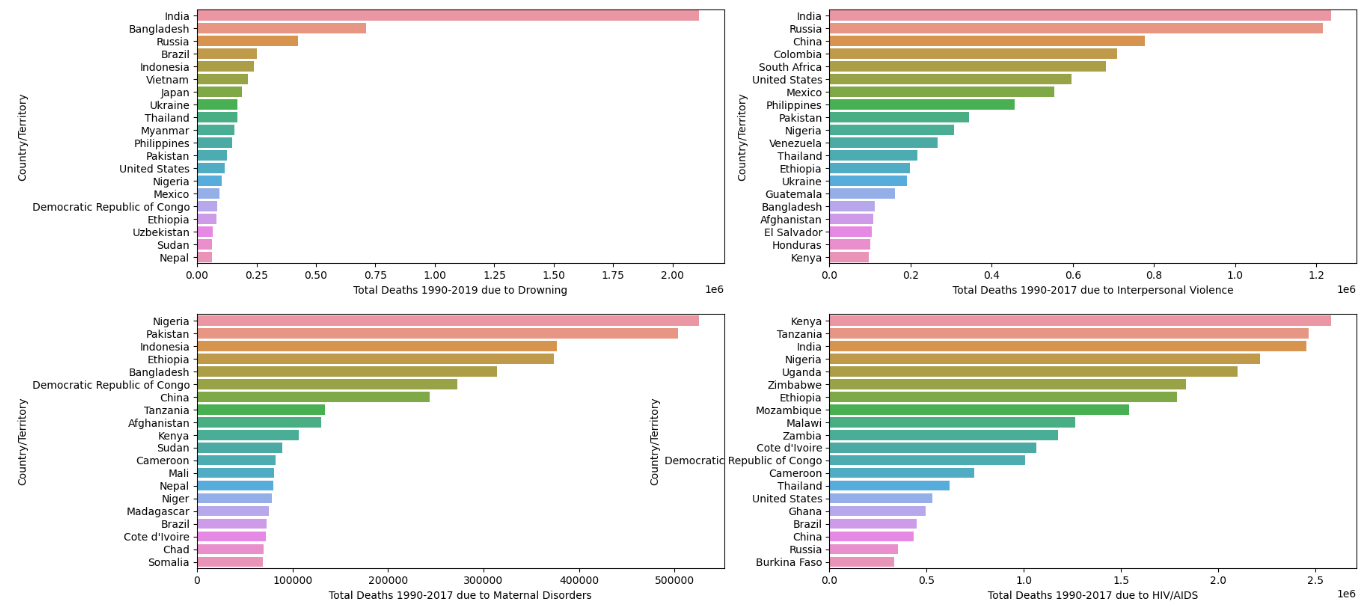 Country/Territory
India
Bangladesh
Russia
Brazil
Indonesia
Vietnam
Japan
Ukraine
Thailand
Myanmar
Philippines
Pakistan
United States
Nigeria
Mexico
Democratic Republic of Congo
Ethiopia
Uzbekistan
Sudan
Nepal
0.00 0.25 0.50 0.75 1.00 1.25 1.50 1.75 2.00
1e6
Total Deaths 1990-2019 due to Drowning
Country/Territory
India
Russia
China
Colombia
South Africa
United States
Mexico
Philippines
Pakistan
Nigeria
Venezuela
Thailand
Ethiopia
Ukraine
Guatemala
Bangladesh
Afghanistan
El Salvador
Honduras
Kenya
0.0 0.2 0.4 0.6 0.8 1.0 1.2
1e6
Total Deaths 1990-2017 due to Interpersonal Violence
Country/Territory
Nigeria
Pakistan
Indonesia
Ethiopia
Bangladesh
Democratic Republic of Congo
China
Tanzania
Afghanistan
Kenya
Sudan
Cameroon
Mali
Nepal
Niger
Madagascar
Brazil
Cote d'Ivoire
Chad
Somalia
0 100000 200000 300000 400000 500000
Total Deaths 1990-2017 due to Maternal Disorders
Country/Territory
Kenya
Tanzania
India
Nigeria
Uganda
Zimbabwe
Ethiopia
Mozambique
Malawi
Zambia
Cote d'Ivoire
Democratic Republic of Congo
Cameroon
Thailand
United States
Ghana
Brazil
China
Russia
Burkina Faso
0.0 0.5 1.0 1.5 2.0 2.5
1e6
Total Deaths 1990-2017 due to HIV/AIDS